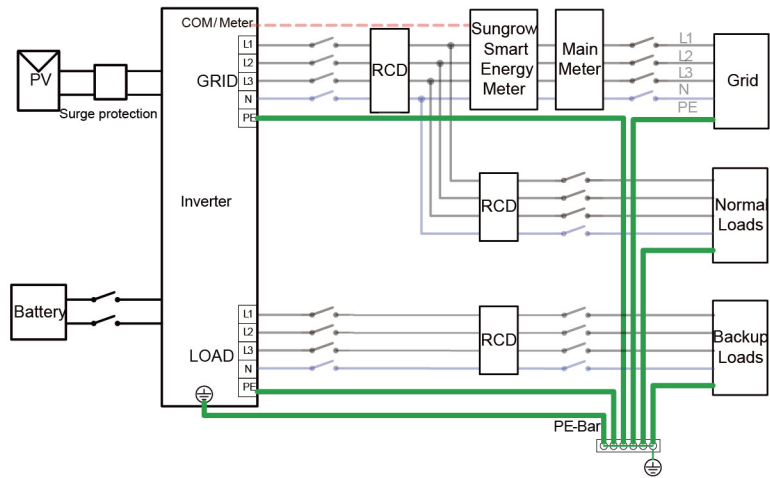 COM/Meter
L1
L2
L3
N
PE
GRID
PV
Surge protection
RCD
Sungrow
Smart
Energy
Meter
Main
Meter
L1
L2
L3
N
PE
Grid
Inverter
RCD
Normal
Loads
Battery
L1
L2
L3
N
PE
LOAD
RCD
Backup
Loads
PE-Bar